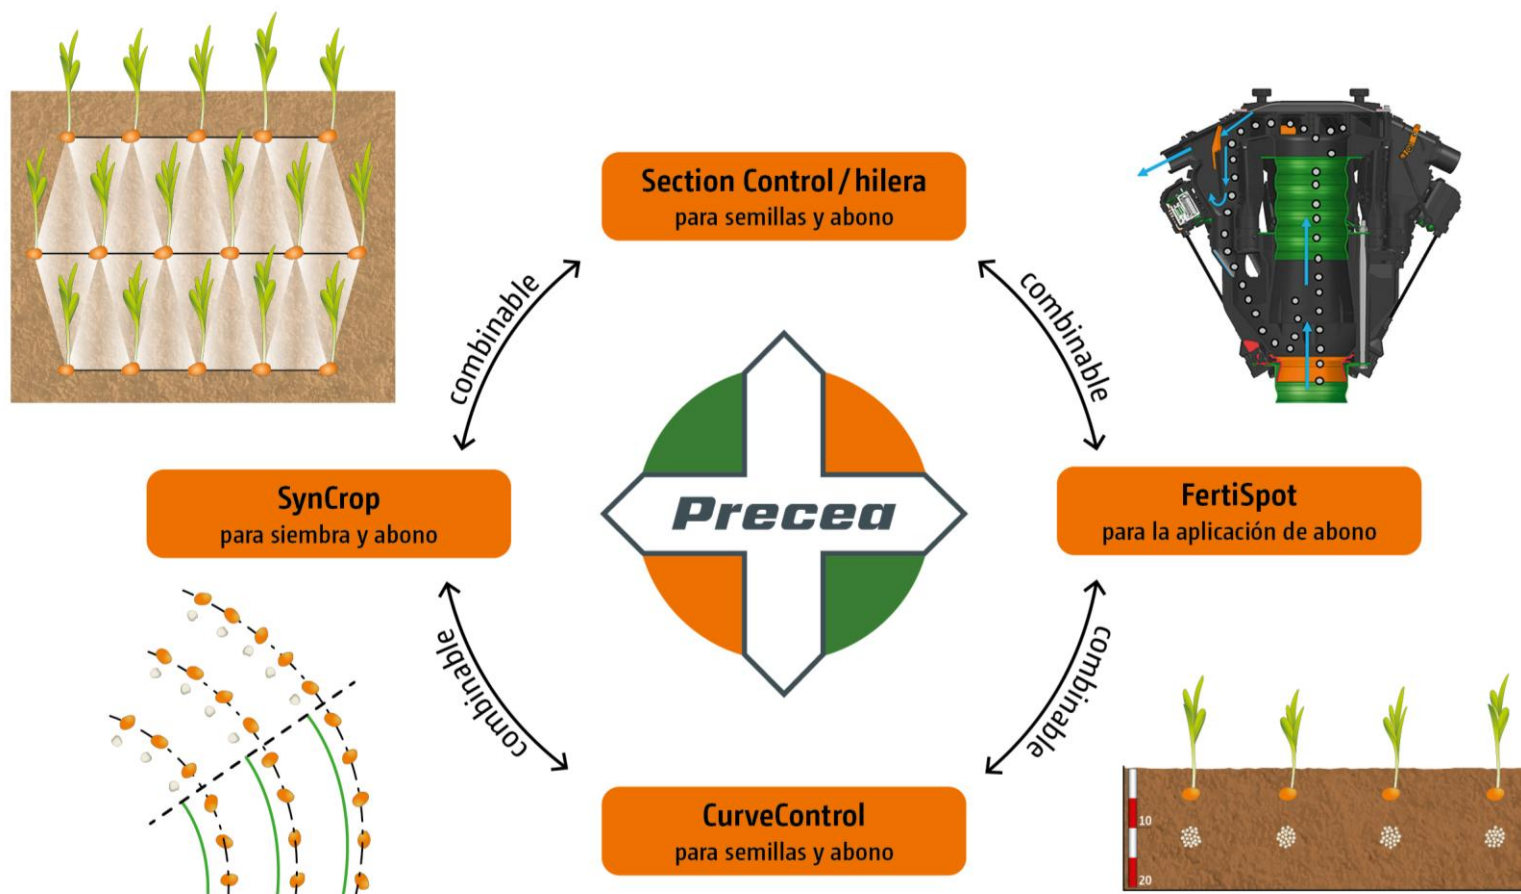 Section Control / hilera
para semillas y abono
combinable
combinable
SynCrop
para siembra y abono
Precea
FertiSpot
para la aplicación de abono
combinable
combinable
CurveControl
para semillas y abono
10
20